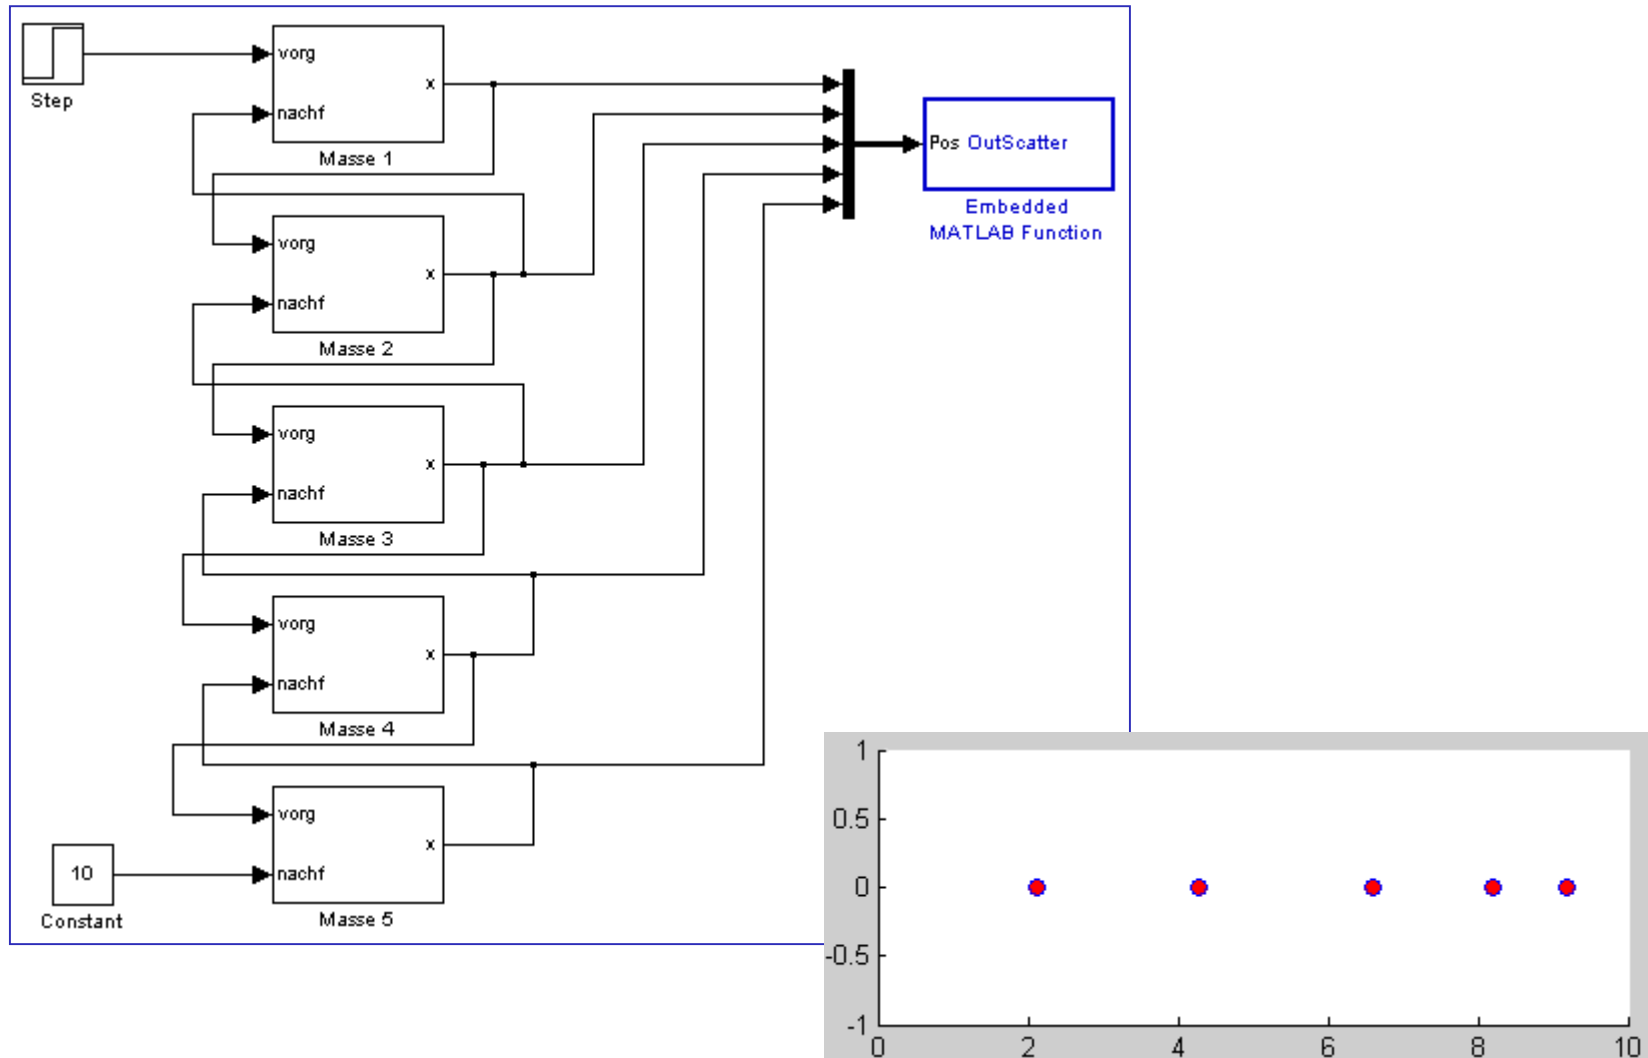 Step
vorg
x
nachf
Masse 1
vorg
x
nachf
Masse 2
vorg
x
nachf
Masse 3
vorg
x
nachf
Masse 4
vorg
x
nachf
Masse 5
10
Constant
Pos OutScatter
Embedded
MATLAB Function
1
0.5
0
-0.5
-1
0 2 4 6 8 10